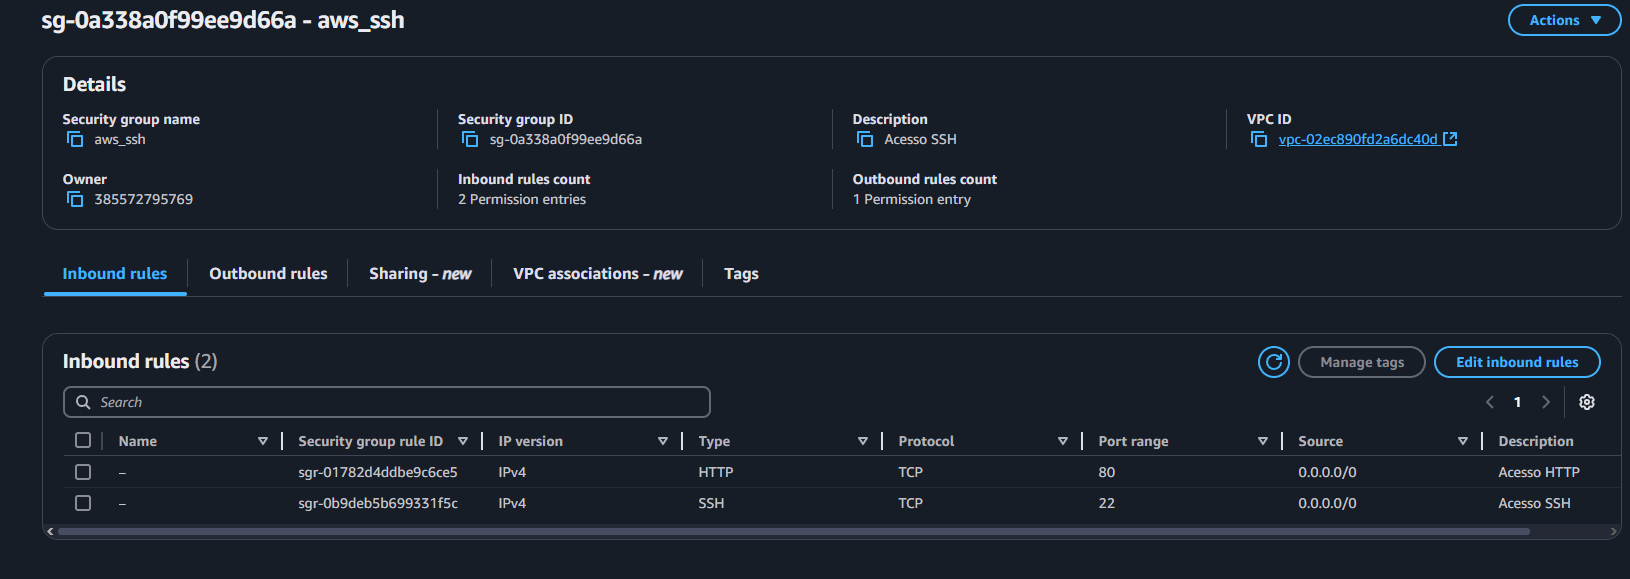 sg-0a338a0f99ee9d66a - aws_ssh
Actions
Details
Security group name
aws_ssh
Security group ID
sg-0a338a0f99ee9d66a
Description
Acesso SSH
VPC ID
vpc-02ec890fd2a6dc40d
Owner
385572795769
Inbound rules count
2 Permission entries
Outbound rules count
1 Permission entry
Inbound rules
Outbound rules
Sharing - new
VPC associations - new
Tags
Inbound rules (2)
Manage tags
Edit inbound rules
Search
1
Name Security group rule ID IP version Type Protocol Port range Source Description
– sgr-01782d4ddbe9c6ce5 IPv4 HTTP TCP 80 0.0.0.0/0 Acesso HTTP
– sgr-0b9deb5b699331f5c IPv4 SSH TCP 22 0.0.0.0/0 Acesso SSH